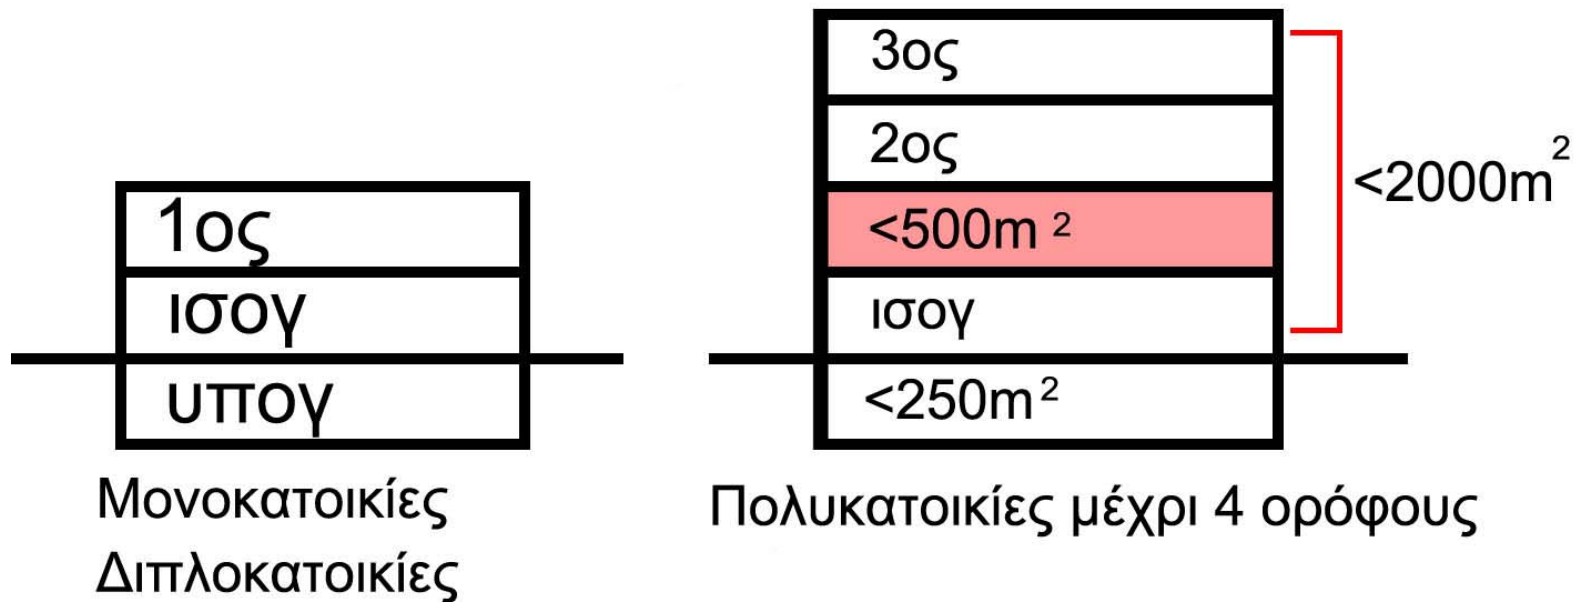 1ος
ισογ
υπογ
Μονοκατοικίες
Διπλοκατοικίες
3ος
2ος
<500m²
ισογ
<250m²
<2000m²
Πολυκατοικίες μέχρι 4 ορόφους